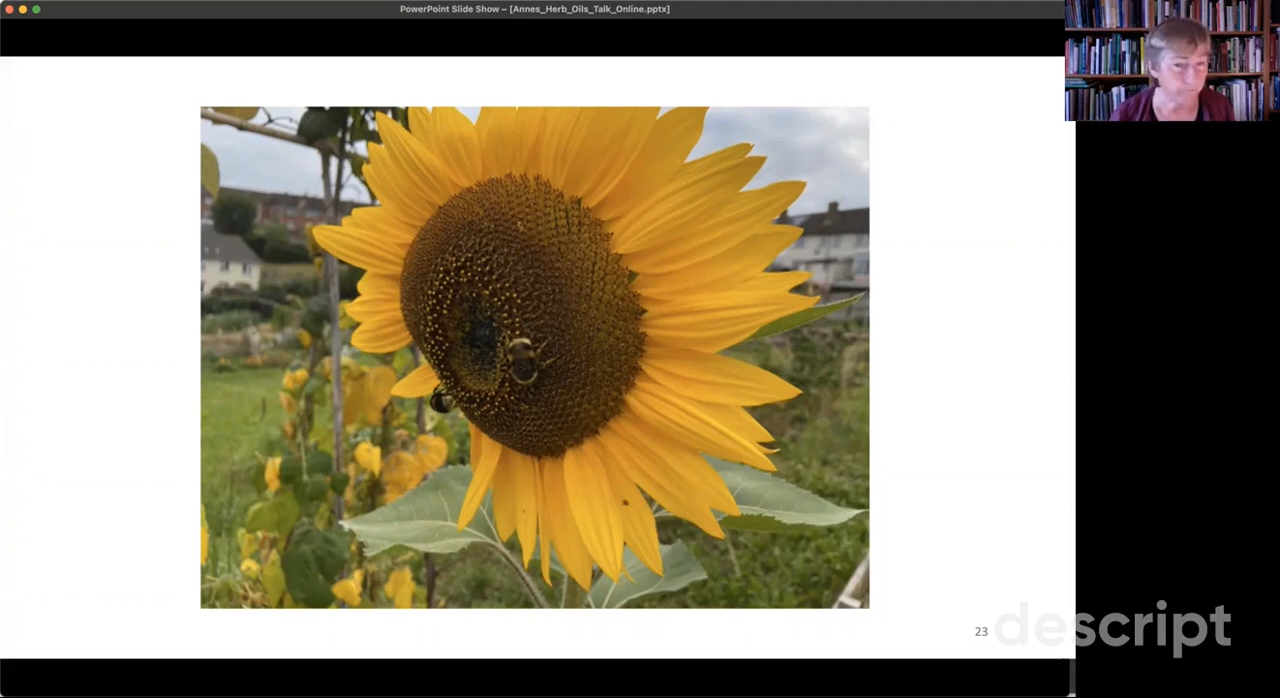 PowerPoint Slide Show – [Annes_Herb_Oils_Talk_Online.pptx]
23
descript